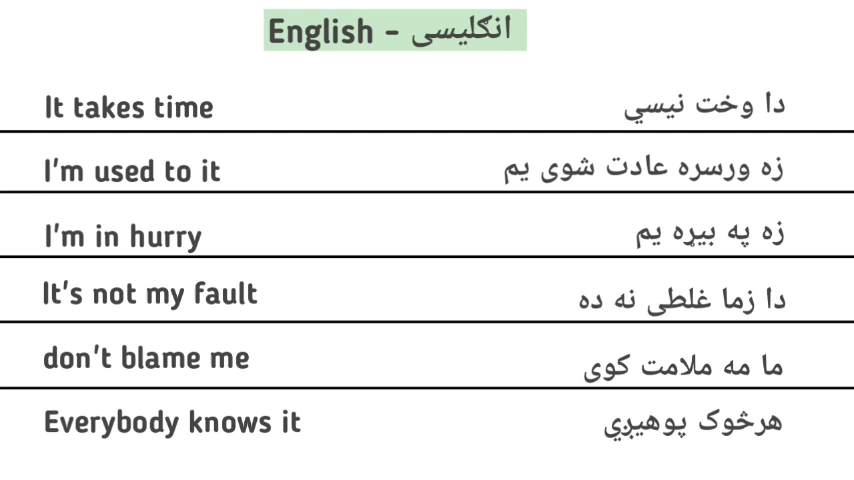 English - انګلیسی
It takes time دا وخت نیسي
I'm used to it زه ورسره عادت شوی یم
I'm in hurry زه په بیړه یم
It's not my fault دا زما غلطی نه ده
don't blame me ما مه ملامت کوی
Everybody knows it هرڅوک پوهیږي